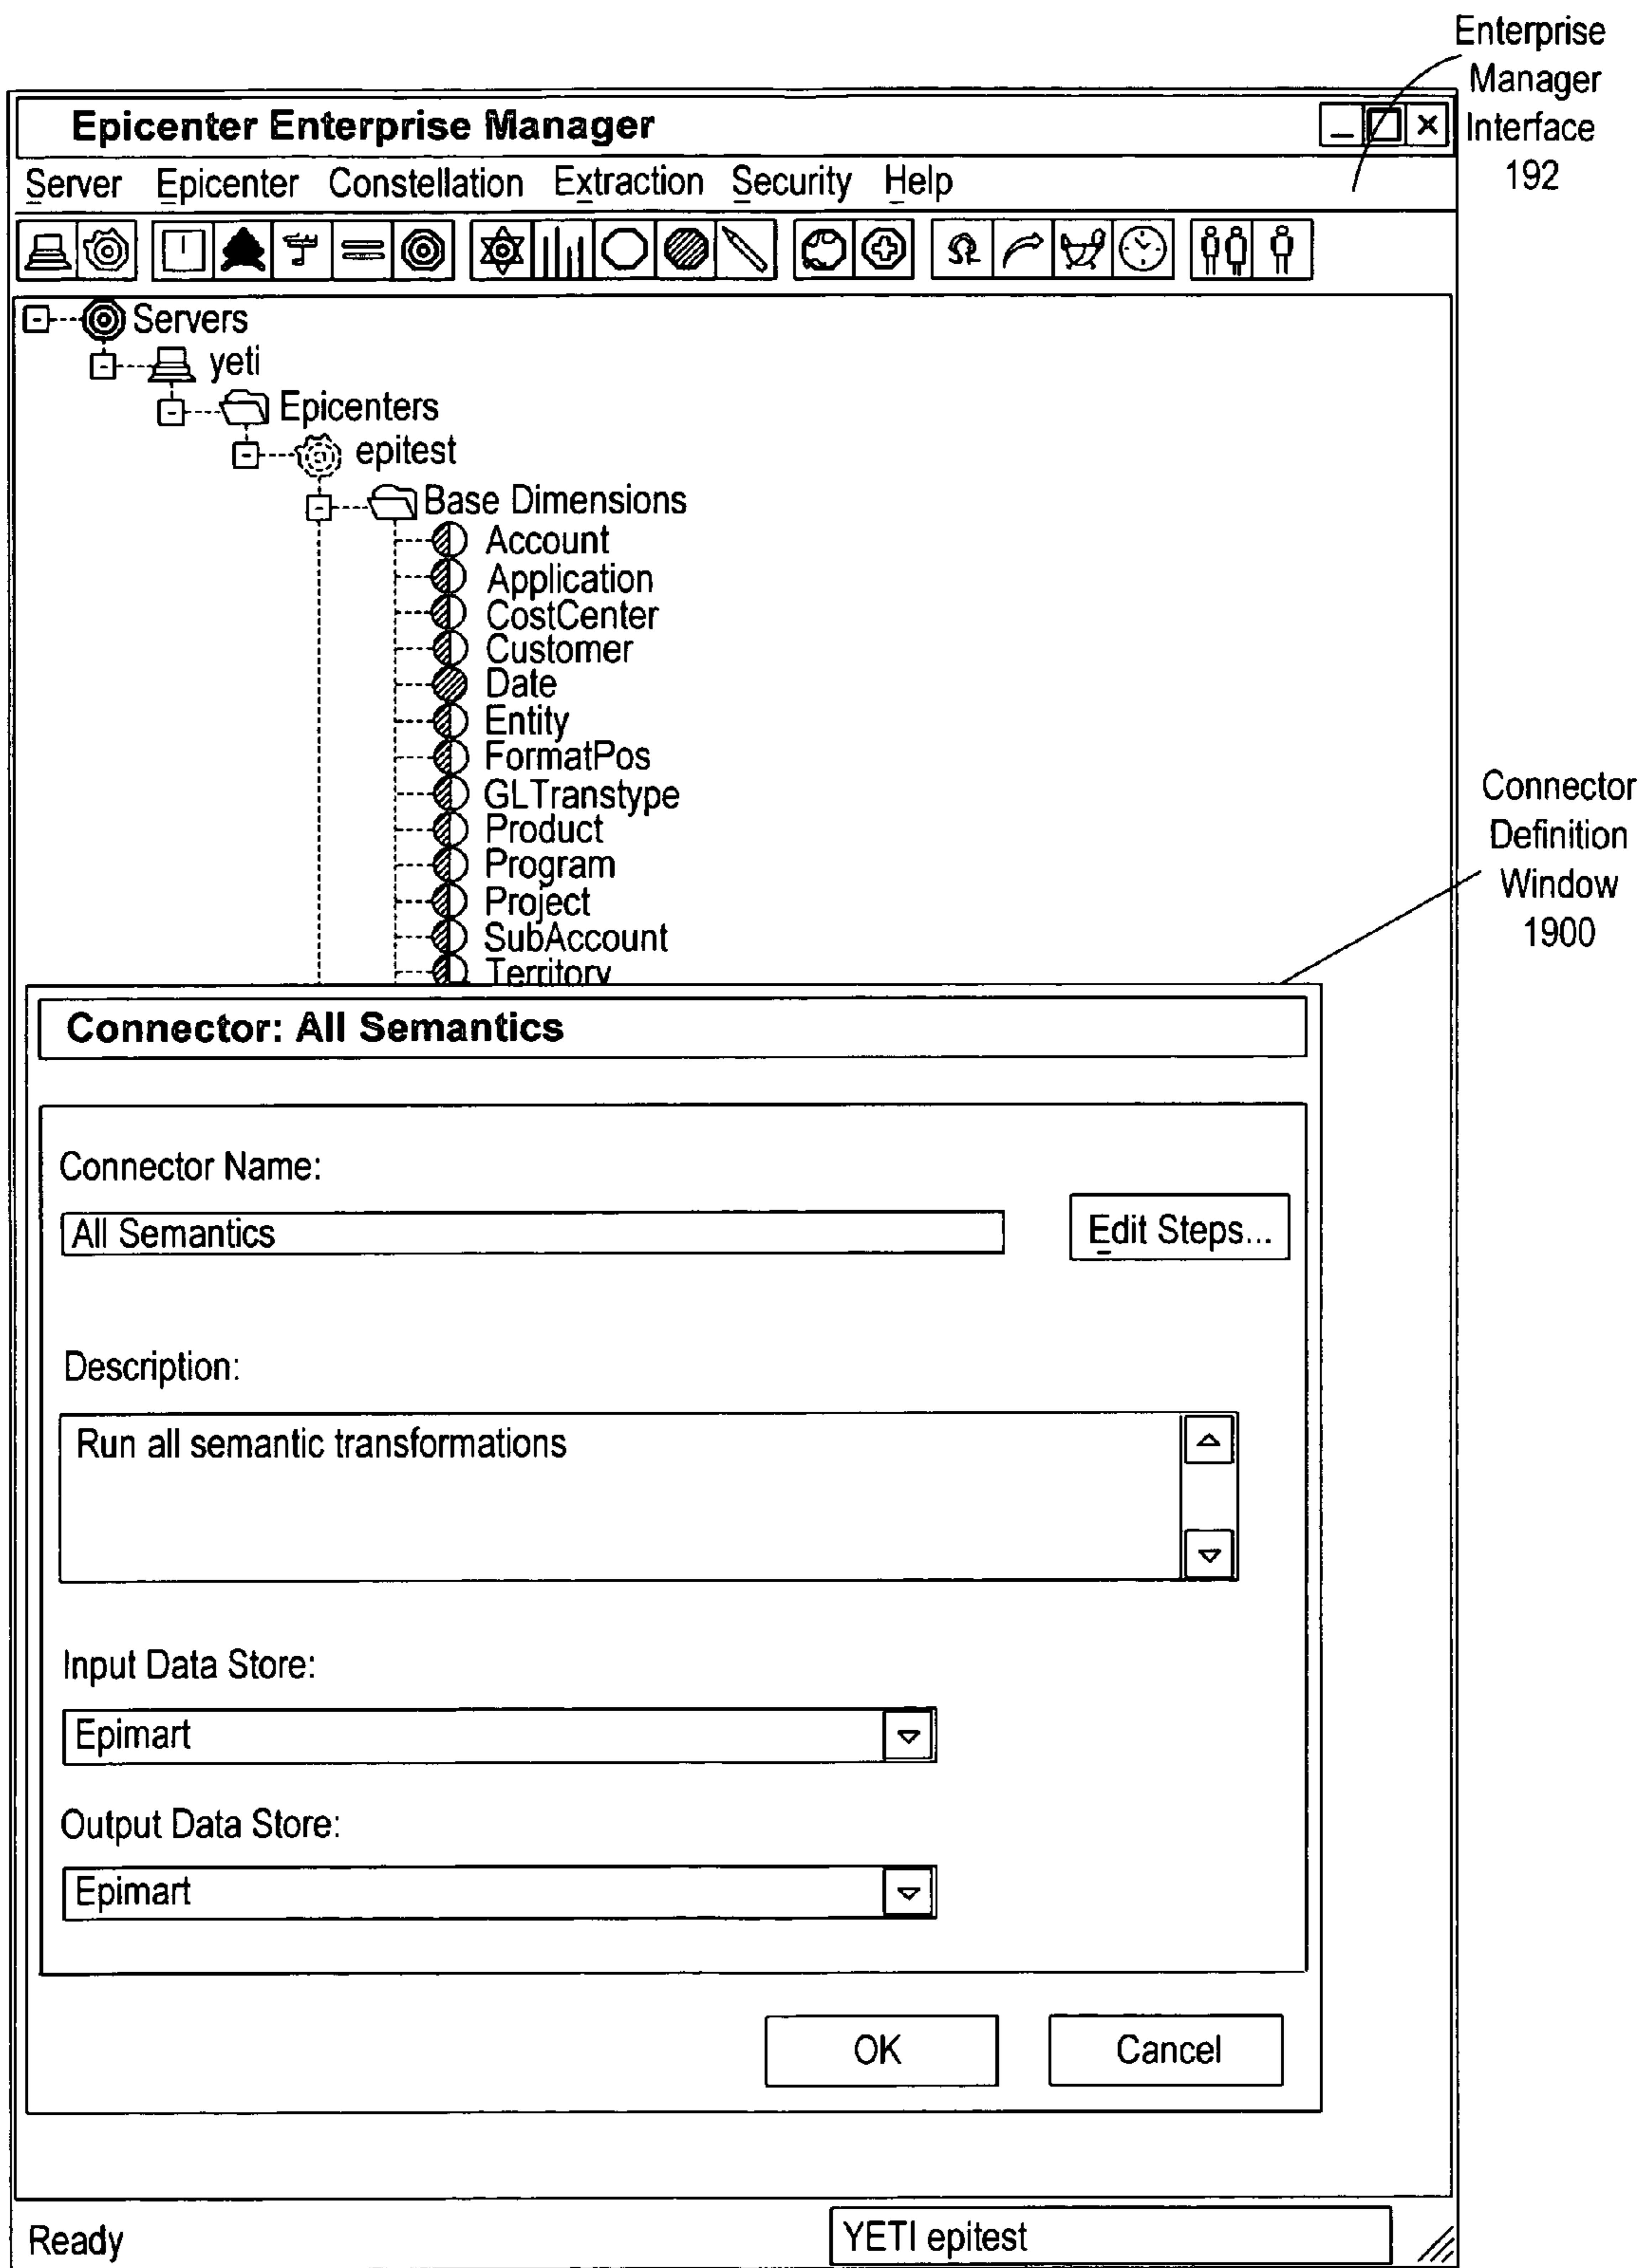 Enterprise
Manager
Interface
192
Epicenter Enterprise Manager
Server Epicenter Constellation Extraction Security Help
Servers
yeti
Epicenters
epitest
Base Dimensions
Account
Application
CostCenter
Customer
Date
Entity
FormatPos
GLTranstype
Product
Program
Project
SubAccount
Territory
Connector
Definition
Window
1900
Connector: All Semantics
Connector Name:
All Semantics
Edit Steps...
Description:
Run all semantic transformations
Input Data Store:
Epimart
Output Data Store:
Epimart
OK Cancel
Ready YETI epitest